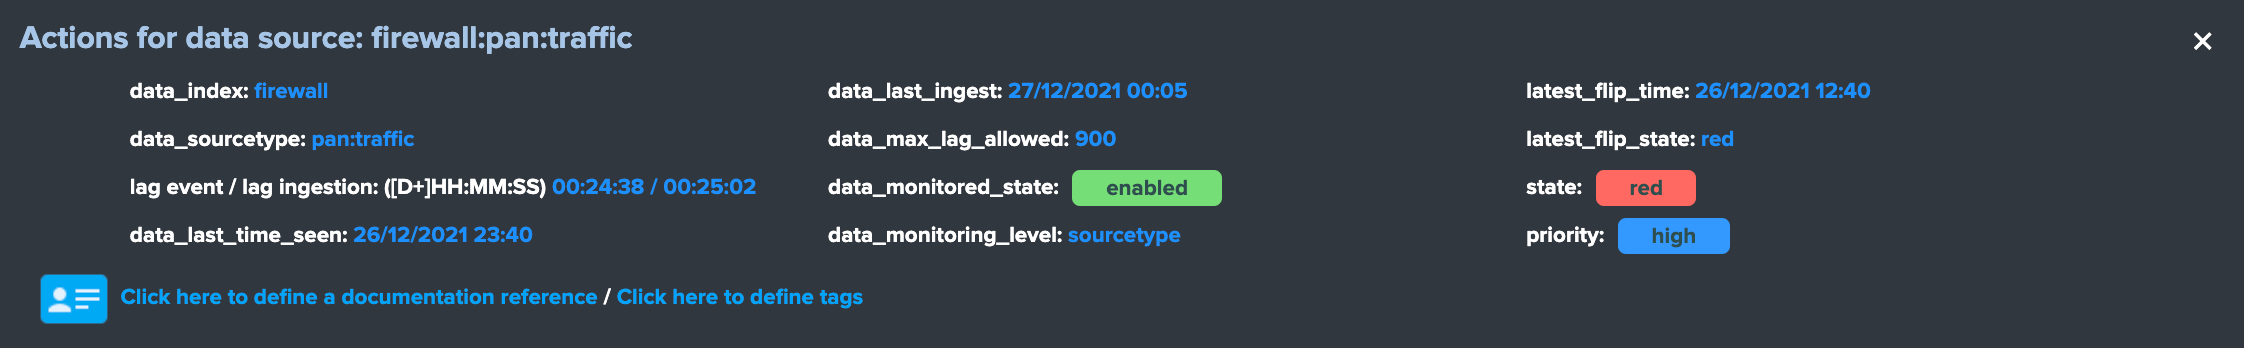 Actions for data source: firewall:pan:traffic
data_index: firewall
data_last_ingest: 27/12/2021 00:05
latest_flip_time: 26/12/2021 12:40
data_sourcetype: pan:traffic
data_max_lag_allowed: 900
latest_flip_state: red
lag event / lag ingestion: ([D+]HH:MM:SS) 00:24:38 / 00:25:02
data_monitored_state: enabled
state: red
data_last_time_seen: 26/12/2021 23:40
data_monitoring_level: sourcetype
priority: high
Click here to define a documentation reference / Click here to define tags